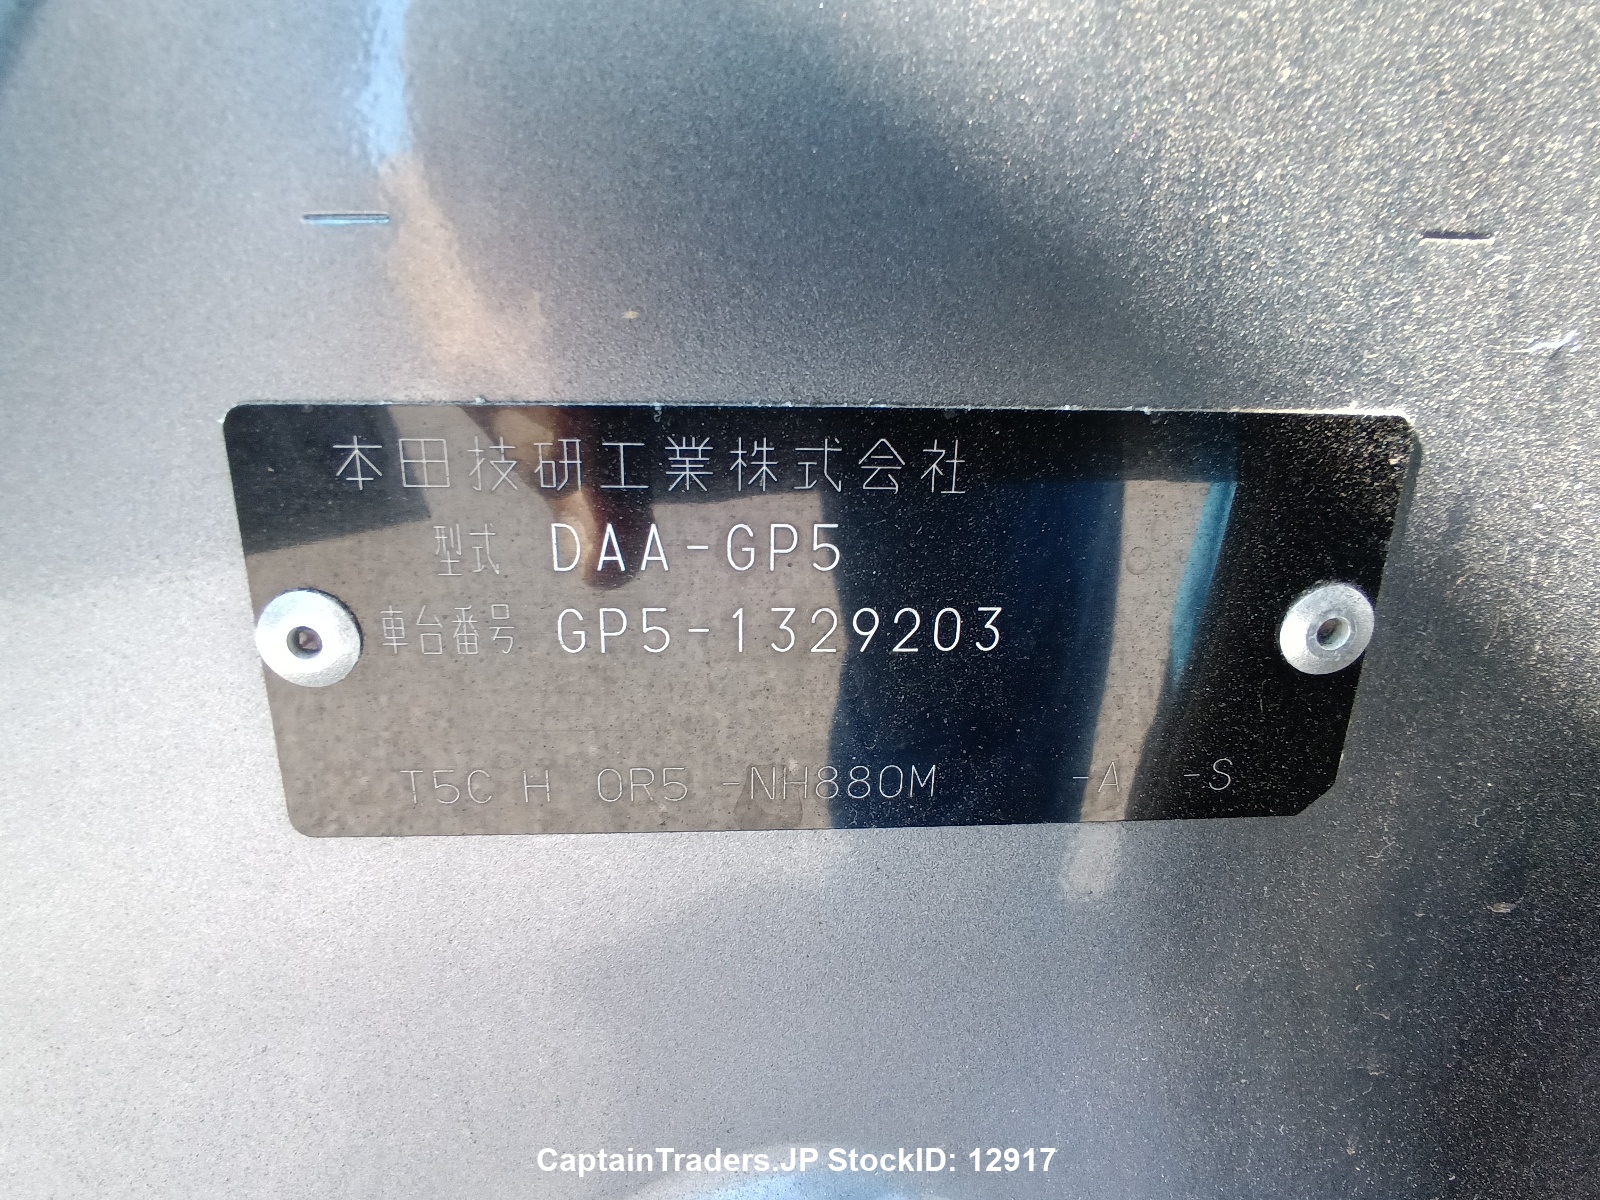 本田技研工業株式会社
型式 DAA-GP5
車台番号 GP5-1329203
T5C H 0R5 -NH880M -A -S
CaptainTraders.JP StockID: 12917